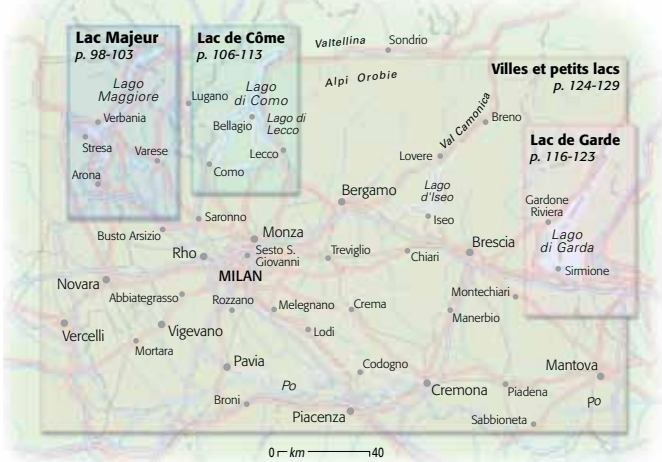 Lac Majeur
p. 98-103
Lago
Maggiore
Verbania
Stresa
Varese
Arona
Lac de Côme
p. 106-113
Lugano
Lago
di Como
Bellagio
Lago di
Lecco
Lecco
Como
Valtellina
Sondrio
Alpi Orobie
Villes et petits lacs
p. 124-129
Val Camonica
Breno
Lovere
Lago
d'Iseo
Iseo
Lac de Garde
p. 116-123
Gardone
Riviera
Lago
di Garda
Sirmione
Bergamo
Saronno
Busto Arsizio
Monza
Rho
Sesto S.
Giovanni
Treviglio
Chiari
Brescia
MILAN
Novara
Abbiategrasso
Rozzano
Melegnano
Crema
Montechiari
Manerbio
Vercelli
Vigevano
Lodi
Mortara
Pavia
Codogno
Mantova
Po
Cremona
Piadena
Po
Broni
Piacenza
Sabbioneta
0 km 40